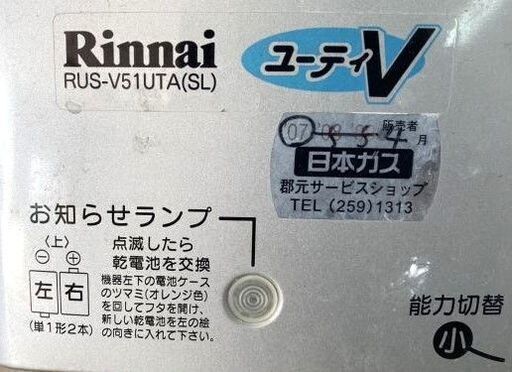 Rinnai
RUS-V51UTA(SL)
ユーティV
07
販売者
4月
日本ガス
郡元サービスショップ
TEL (259)1313
お知らせランプ
〈上〉
⊖ ⊕
左 右
(単1形2本)
点滅したら
乾電池を交換
機器左下の電池ケース
のツマミ(オレンジ色)
を回してフタを開け、
新しい乾電池を左の絵
の向きに入れて下さい。
能力切替
小